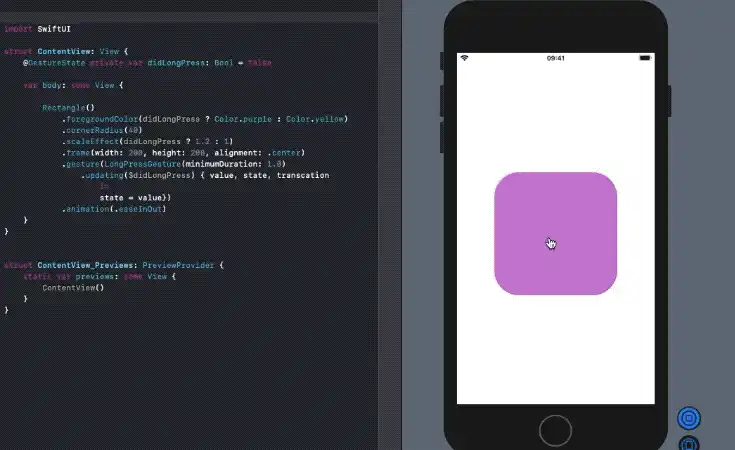 import SwiftUI
struct ContentView: View {
@GestureState private var didLongPress: Bool = false
var body: some View {
Rectangle()
.foregroundColor(didLongPress ? Color.purple : Color.yellow)
.cornerRadius(40)
.scaleEffect(didLongPress ? 1.2 : 1)
.frame(width: 200, height: 200, alignment: .center)
.gesture(LongPressGesture(minimumDuration: 1.0)
.updating($didLongPress) { value, state, transcation
in
state = value})
.animation(.easeInOut)
}
}
struct ContentView_Previews: PreviewProvider {
static var previews: some View {
ContentView()
}
}
09:41